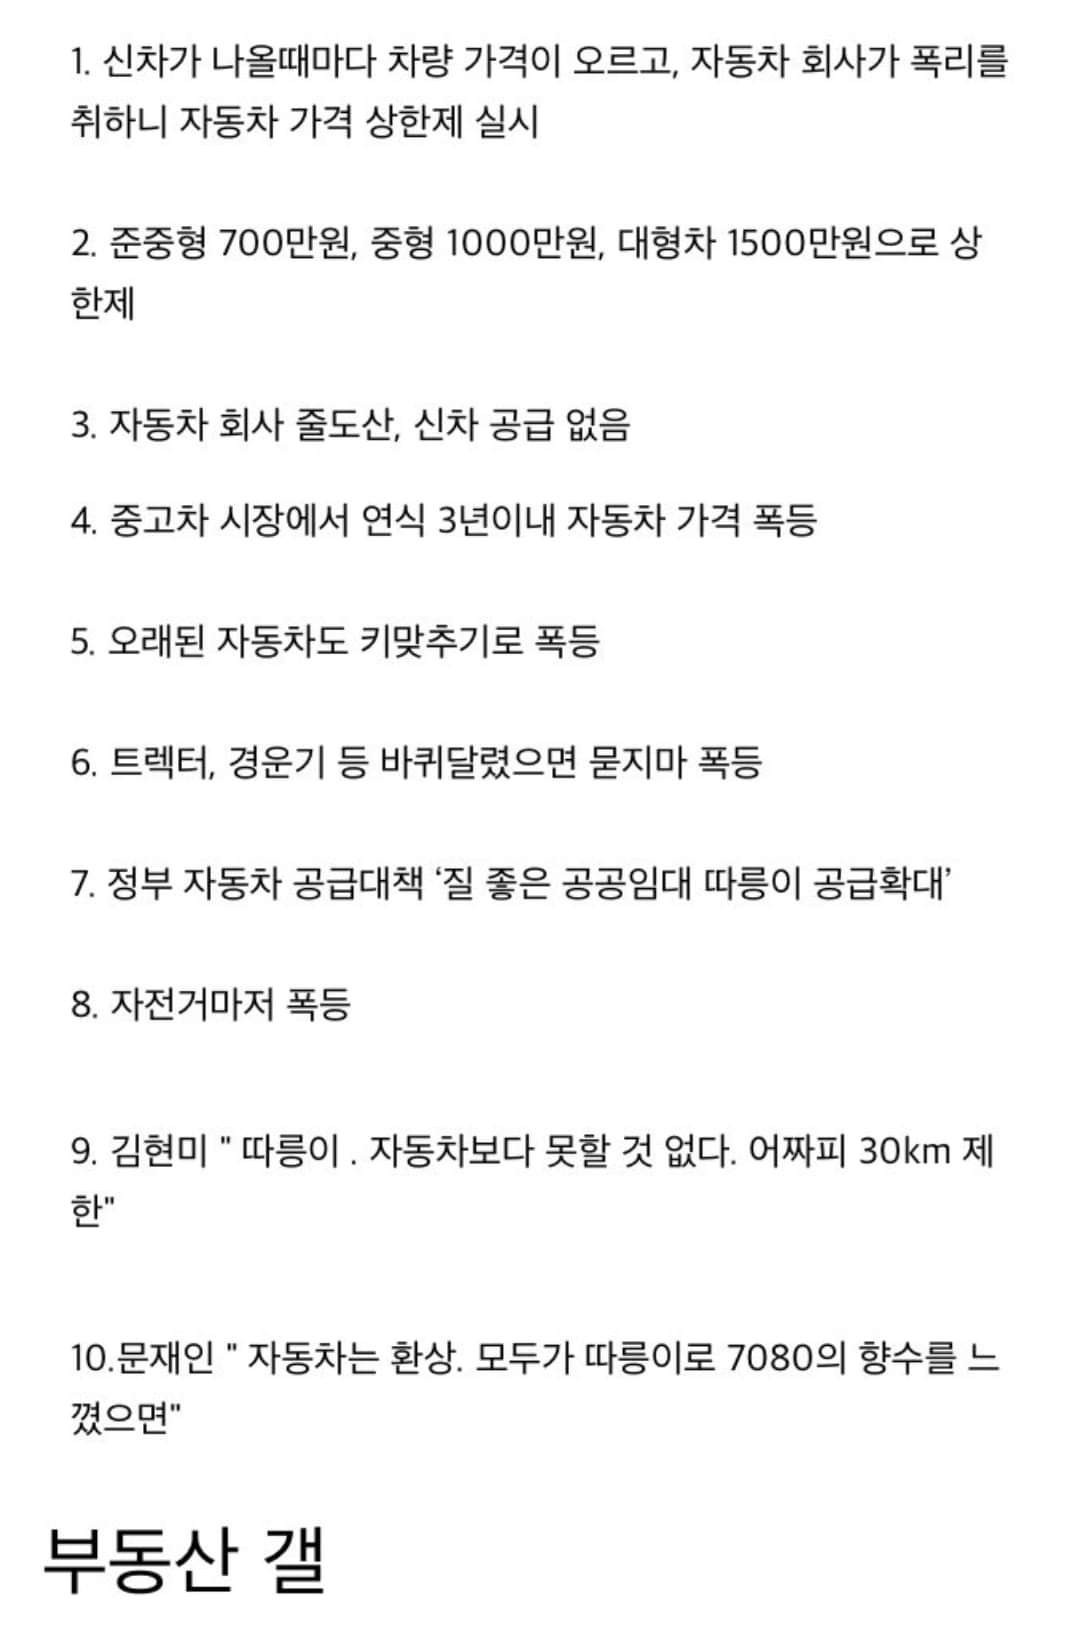 1. 신차가 나올때마다 차량 가격이 오르고, 자동차 회사가 폭리를
취하니 자동차 가격 상한제 실시
2. 준중형 700만원, 중형 1000만원, 대형차 1500만원으로 상
한제
3. 자동차 회사 줄도산, 신차 공급 없음
4. 중고차 시장에서 연식 3년이내 자동차 가격 폭등
5. 오래된 자동차도 키맞추기로 폭등
6. 트렉터, 경운기 등 바퀴달렸으면 묻지마 폭등
7. 정부 자동차 공급대책 ‘질 좋은 공공임대 따릉이 공급확대’
8. 자전거마저 폭등
9. 김현미 " 따릉이 . 자동차보다 못할 것 없다. 어짜피 30km 제
한"
10.문재인 " 자동차는 환상. 모두가 따릉이로 7080의 향수를 느
꼈으면"
부동산 갤